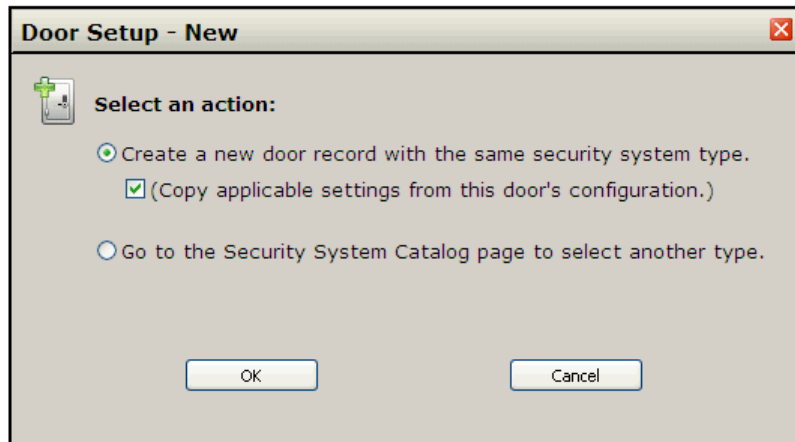 Door Setup - New
Select an action:
Create a new door record with the same security system type.
(Copy applicable settings from this door's configuration.)
Go to the Security System Catalog page to select another type.
OK
Cancel